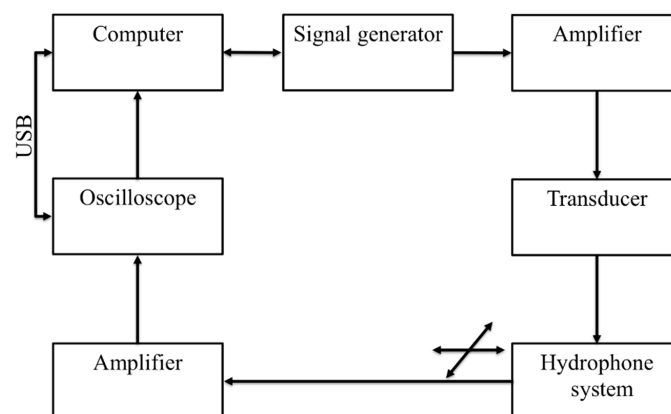 Computer
Signal generator
Amplifier
USB
Oscilloscope
Transducer
Amplifier
Hydrophone
system